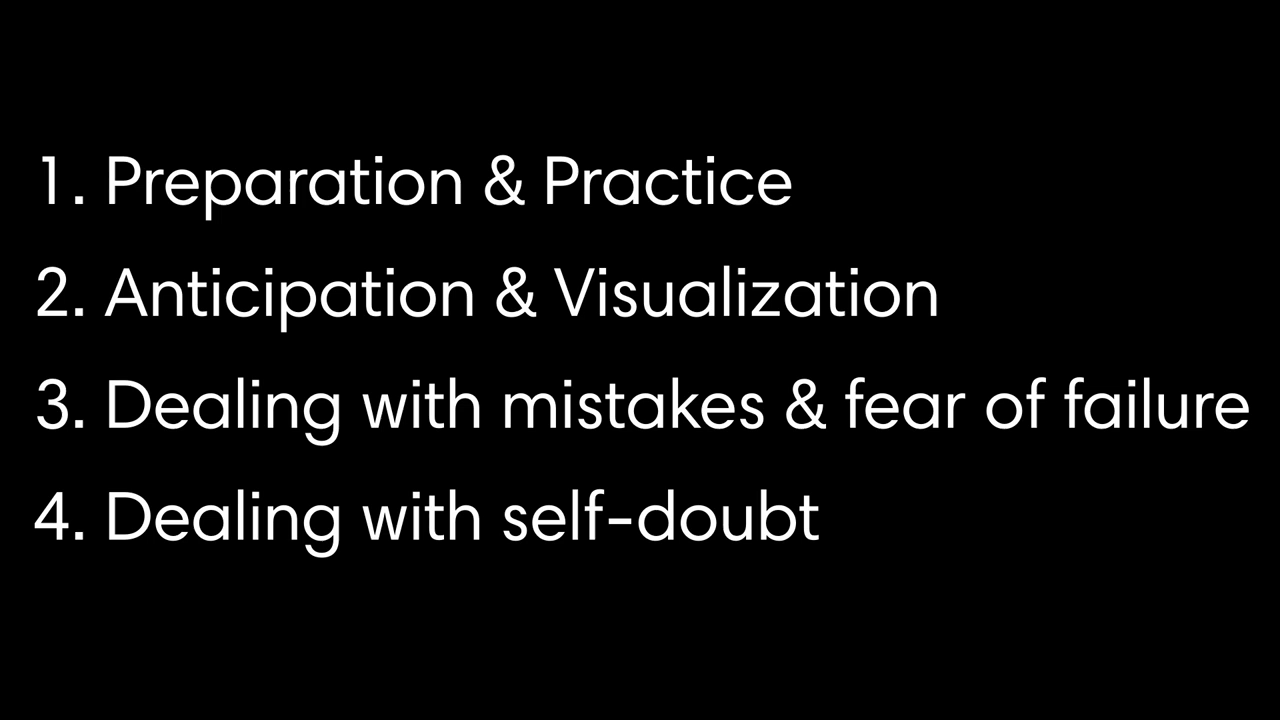 1. Preparation & Practice
2. Anticipation & Visualization
3. Dealing with mistakes & fear of failure
4. Dealing with self-doubt